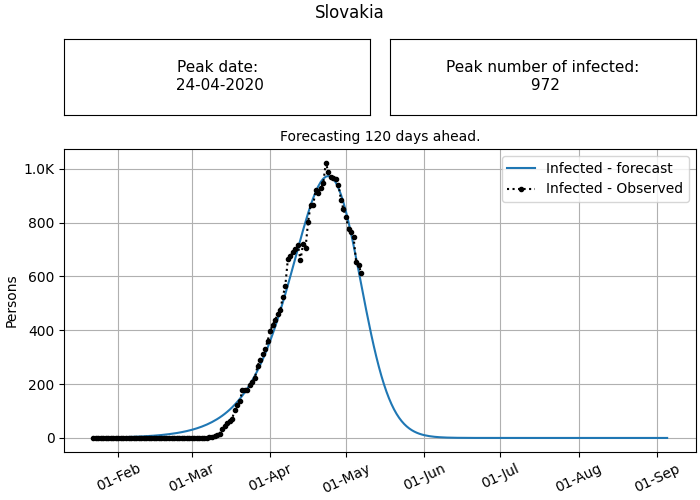 Slovakia
Peak date:
24-04-2020
Peak number of infected:
972
Forecasting 120 days ahead.
Infected - forecast
Infected - Observed
Persons
1.0K
800
600
400
200
0
01-Feb
01-Mar
01-Apr
01-May
01-Jun
01-Jul
01-Aug
01-Sep